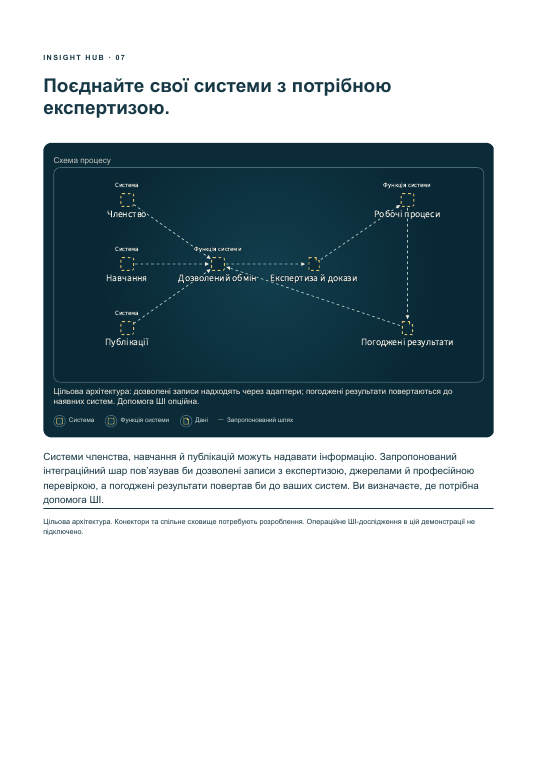 INSIGHT HUB · 07
Поєднайте свої системи з потрібною
експертизою.
Схема процесу
Система
Членство
Функція системи
Робочі процеси
Система
Навчання
Функція системи
Дозволений обмін
Експертиза й докази
Система
Публікації
Погоджені результати
Цільова архітектура: дозволені записи надходять через адаптери; погоджені результати повертаються до
наявних систем. Допомога ШІ опційна.
Система
Функція системи
Дані
Запропонований шлях
Системи членства, навчання й публікацій можуть надавати інформацію. Запропонований
інтеграційний шар пов’язував би дозволені записи з експертизою, джерелами й професійною
перевіркою, а погоджені результати повертав би до ваших систем. Ви визначаєте, де потрібна
допомога ШІ.
Цільова архітектура. Конектори та спільне сховище потребують розроблення. Операційне ШІ-дослідження в цій демонстрації не
підключено.